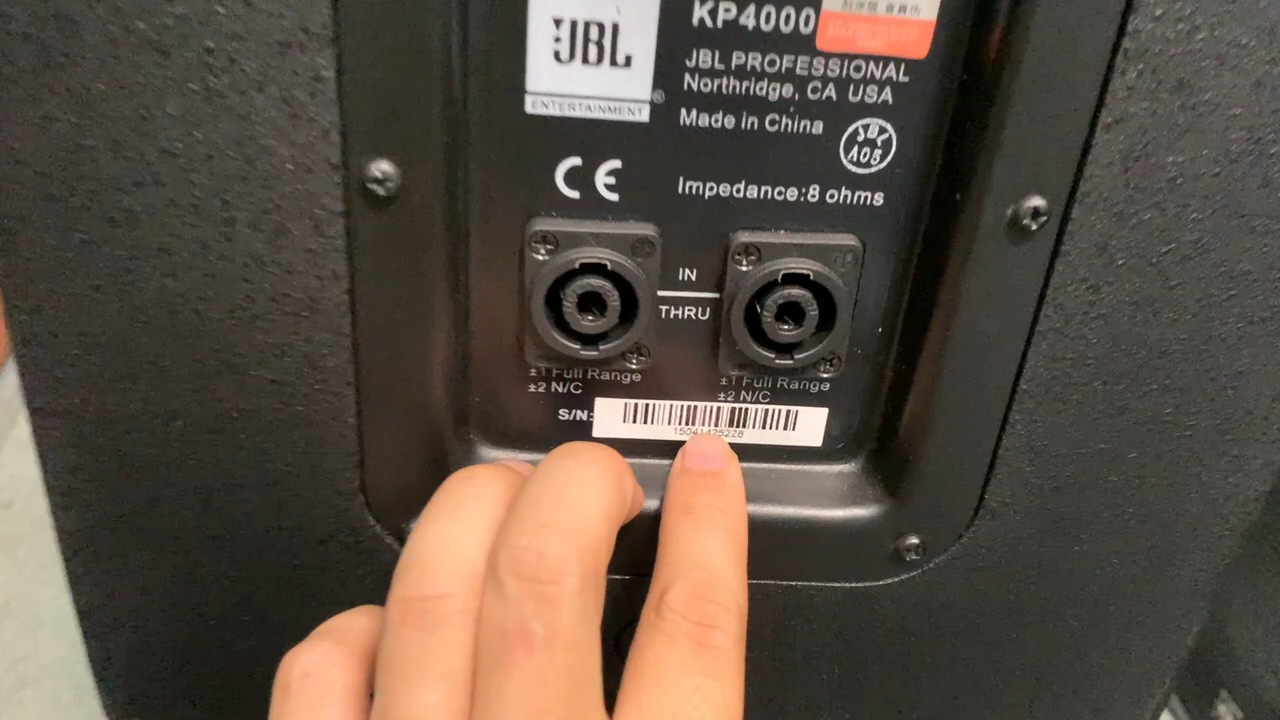 JBL
ENTERTAINMENT
KP4000
JBL PROFESSIONAL
Northridge, CA USA
Made in China
A05
CE
Impedance:8 ohms
IN
THRU
±1 Full Range
±2 N/C
±1 Full Range
±2 N/C
S/N: